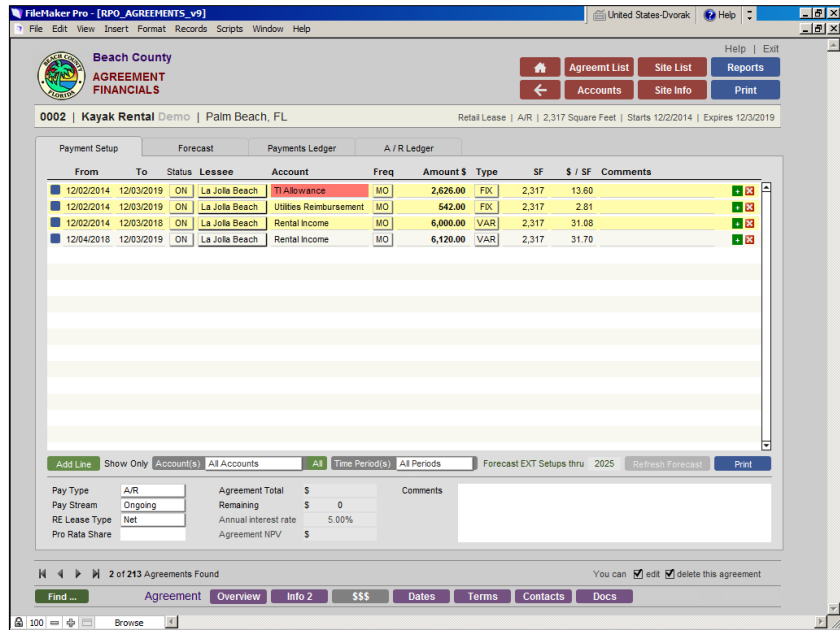 FileMaker Pro - [RPO_AGREEMENTS_v9]
United States-Dvorak Help
File Edit View Insert Format Records Scripts Window Help
Help | Exit
BEACH COUNTY
FLORIDA
Beach County
AGREEMENT
FINANCIALS
Agreemt List Site List Reports
Accounts Site Info Print
0002 | Kayak Rental Demo | Palm Beach, FL
Retail Lease | A/R | 2,317 Square Feet | Starts 12/2/2014 | Expires 12/3/2019
Payment Setup Forecast Payments Ledger A / R Ledger
From To Status Lessee Account Freq Amount $ Type SF $ / SF Comments
12/02/2014 12/03/2019 ON La Jolla Beach TI Allowance MO 2,626.00 FIX 2,317 13.60
12/02/2014 12/03/2019 ON La Jolla Beach Utilities Reimbursement MO 542.00 FIX 2,317 2.81
12/02/2014 12/03/2018 ON La Jolla Beach Rental Income MO 6,000.00 VAR 2,317 31.08
12/04/2018 12/03/2019 ON La Jolla Beach Rental Income MO 6,120.00 VAR 2,317 31.70
Add Line Show Only Account(s) All Accounts All Time Period(s) All Periods Forecast EXT Setups thru 2025 Refresh Forecast Print
Pay Type A/R Agreement Total $ Comments
Pay Stream Ongoing Remaining $ 0
RE Lease Type Net Annual interest rate 5.00%
Pro Rata Share Agreement NPV $
2 of 213 Agreements Found You can edit delete this agreement
Find ... Agreement Overview Info 2 $$$ Dates Terms Contacts Docs
100 Browse